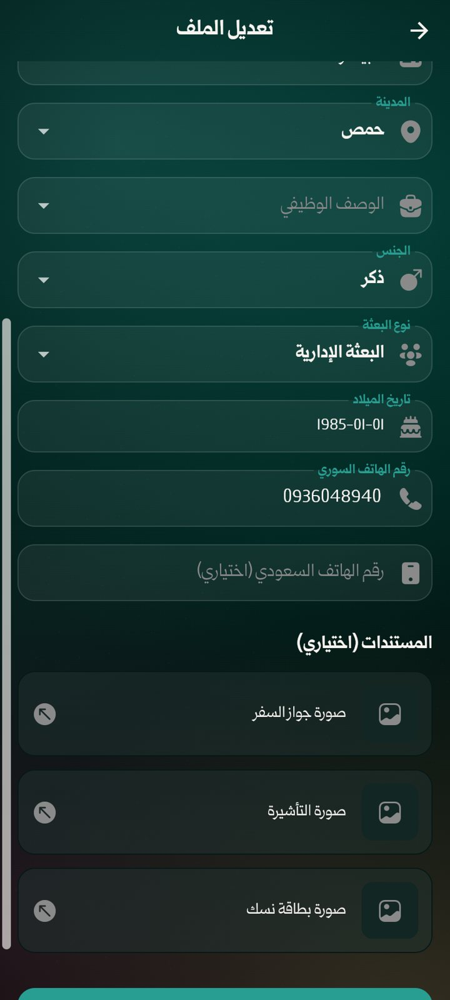 تعديل الملف
المدينة
حمص
الوصف الوظيفي
الجنس
ذكر
نوع البعثة
البعثة الإدارية
تاريخ الميلاد
1985-01-01
رقم الهاتف السوري
0936048940
رقم الهاتف السعودي (اختياري)
المستندات (اختياري)
صورة جواز السفر
صورة التأشيرة
صورة بطاقة نسك